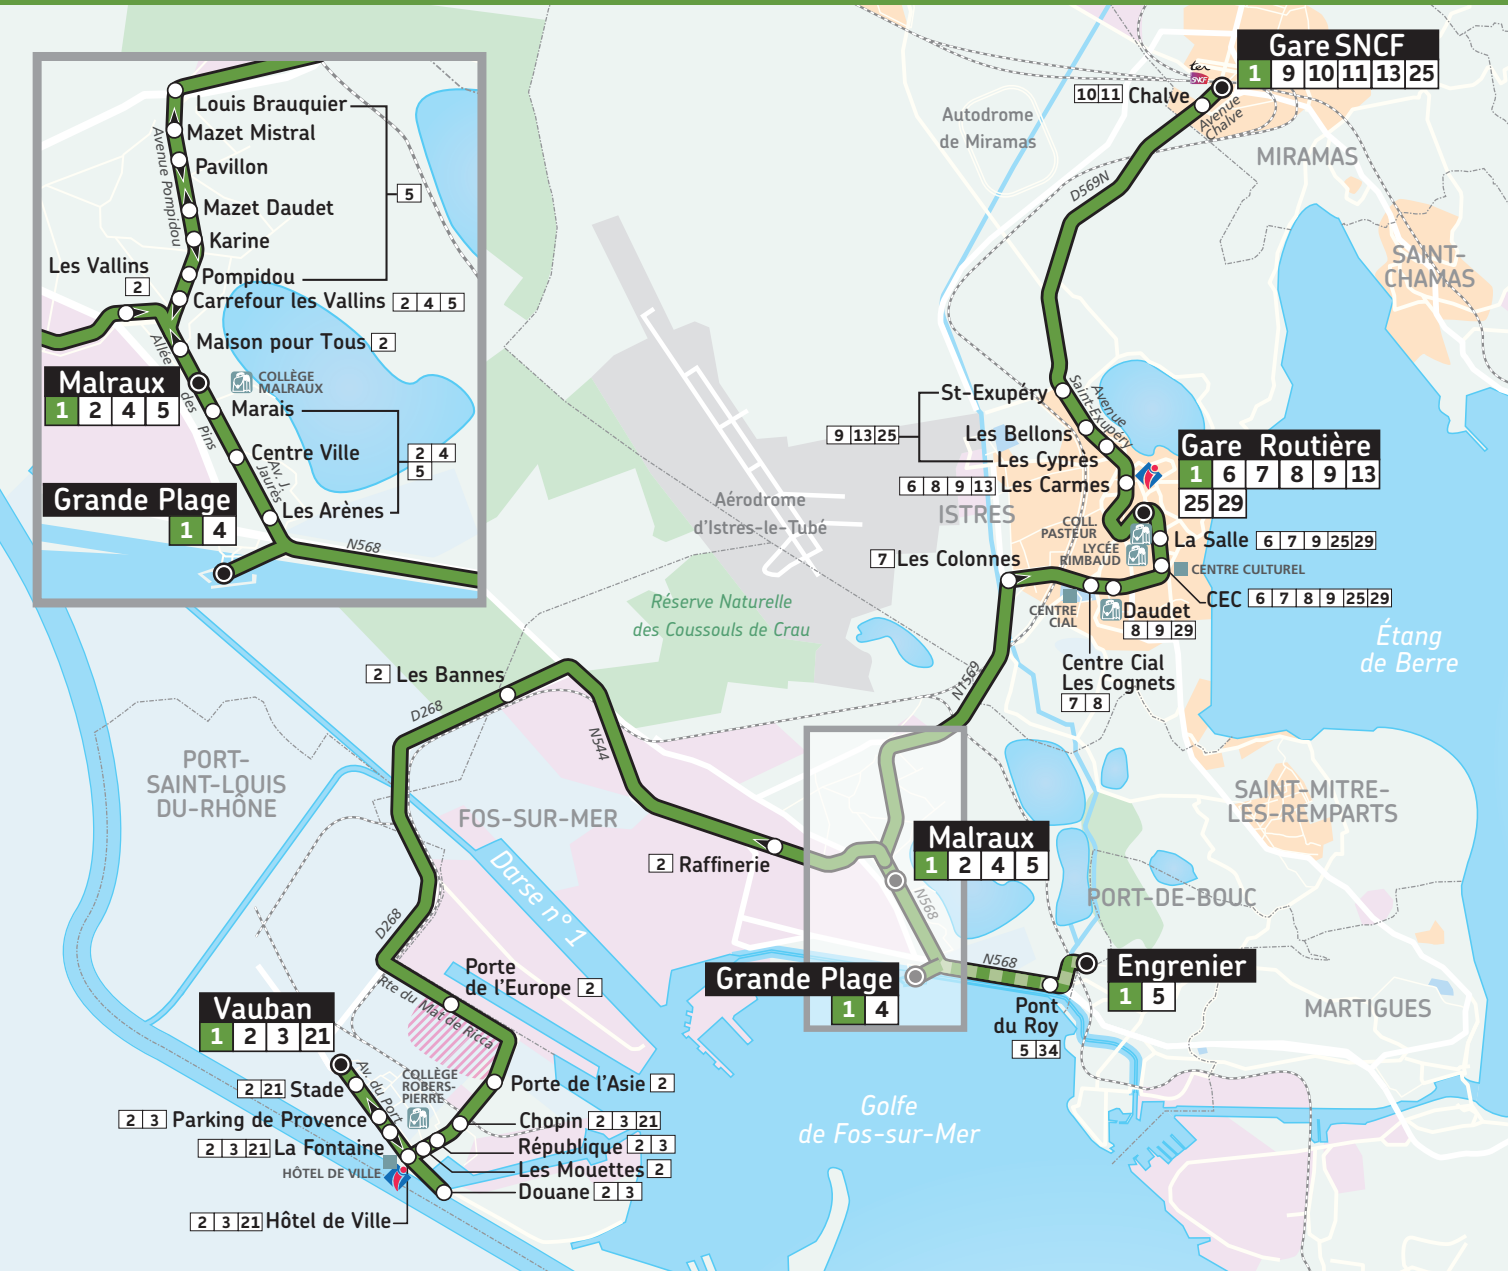 Louis Brauquier
Mazet Mistral
Pavillon
Avenue Pompidou
5
Mazet Daudet
Karine
Les Vallins
2
Pompidou
Carrefour les Vallins 2 4 5
Maison pour Tous 2
Allée des Pins
Malraux
1 2 4 5
COLLÈGE
MALRAUX
Marais
Centre Ville
2 4
5
Av. J.
Jaurès
Grande Plage
1 4
Les Arènes
N568
Gare SNCF
1 9 10 11 13 25
ter
SNCF
10 11 Chalve
Avenue
Chalve
Autodrome
de Miramas
MIRAMAS
D569N
SAINT-
CHAMAS
St-Exupéry
Avenue
Saint-Exupéry
9 13 25
Les Bellons
Les Cyprès
6 8 9 13 Les Carmes
Gare Routière
1 6 7 8 9 13
25 29
ISTRES
COLL.
PASTEUR
LYCÉE
RIMBAUD
La Salle 6 7 9 25 29
CENTRE CULTUREL
7 Les Colonnes
CEC 6 7 8 9 25 29
CENTRE
CIAL
Daudet
8 9 29
Centre Cial
Les Cognets
7 8
Aérodrome
d'Istres-le-Tubé
Réserve Naturelle
des Coussouls de Crau
Étang
de Berre
N1569
2 Les Bannes
D268
N544
PORT-
SAINT-LOUIS
DU-RHÔNE
FOS-SUR-MER
Darse n° 1
2 Raffinerie
Malraux
1 2 4 5
N568
SAINT-MITRE-
LES-REMPARTS
PORT-DE-BOUC
D268
Grande Plage
1 4
N568
Engrenier
1 5
Pont
du Roy
5 34
MARTIGUES
Porte
de l'Europe 2
Rte du Mat de Ricca
Vauban
1 2 3 21
Av. du Port
COLLÈGE
ROBERS-
PIERRE
2 21 Stade
Porte de l'Asie 2
2 3 Parking de Provence
Chopin 2 3 21
2 3 21 La Fontaine
République 2 3
HÔTEL DE VILLE
Les Mouettes 2
Douane 2 3
2 3 21 Hôtel de Ville
Golfe
de Fos-sur-Mer